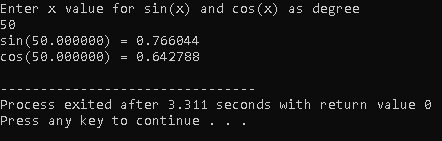 Enter x value for sin(x) and cos(x) as degree
50
sin(50.000000) = 0.766044
cos(50.000000) = 0.642788
--------------------------------
Process exited after 3.311 seconds with return value 0
Press any key to continue . . .